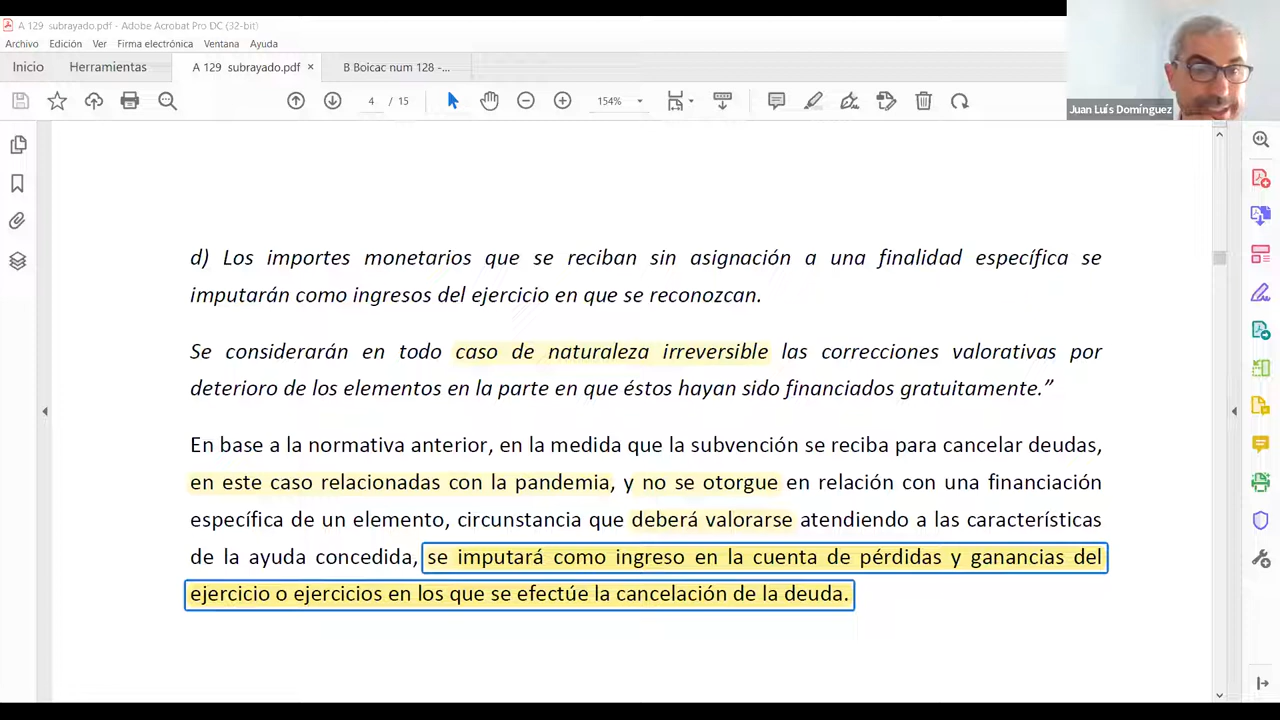 A 129 subrayado.pdf - Adobe Acrobat Pro DC (32-bit)
Archivo Edición Ver Firma electrónica Ventana Ayuda
Inicio Herramientas A 129 subrayado.pdf × B Boicac num 128 -...
4 / 15 154%
Juan Luís Domínguez
d) Los importes monetarios que se reciban sin asignación a una finalidad específica se
imputarán como ingresos del ejercicio en que se reconozcan.
Se considerarán en todo caso de naturaleza irreversible las correcciones valorativas por
deterioro de los elementos en la parte en que éstos hayan sido financiados gratuitamente.”
En base a la normativa anterior, en la medida que la subvención se reciba para cancelar deudas,
en este caso relacionadas con la pandemia, y no se otorgue en relación con una financiación
específica de un elemento, circunstancia que deberá valorarse atendiendo a las características
de la ayuda concedida, se imputará como ingreso en la cuenta de pérdidas y ganancias del
ejercicio o ejercicios en los que se efectúe la cancelación de la deuda.